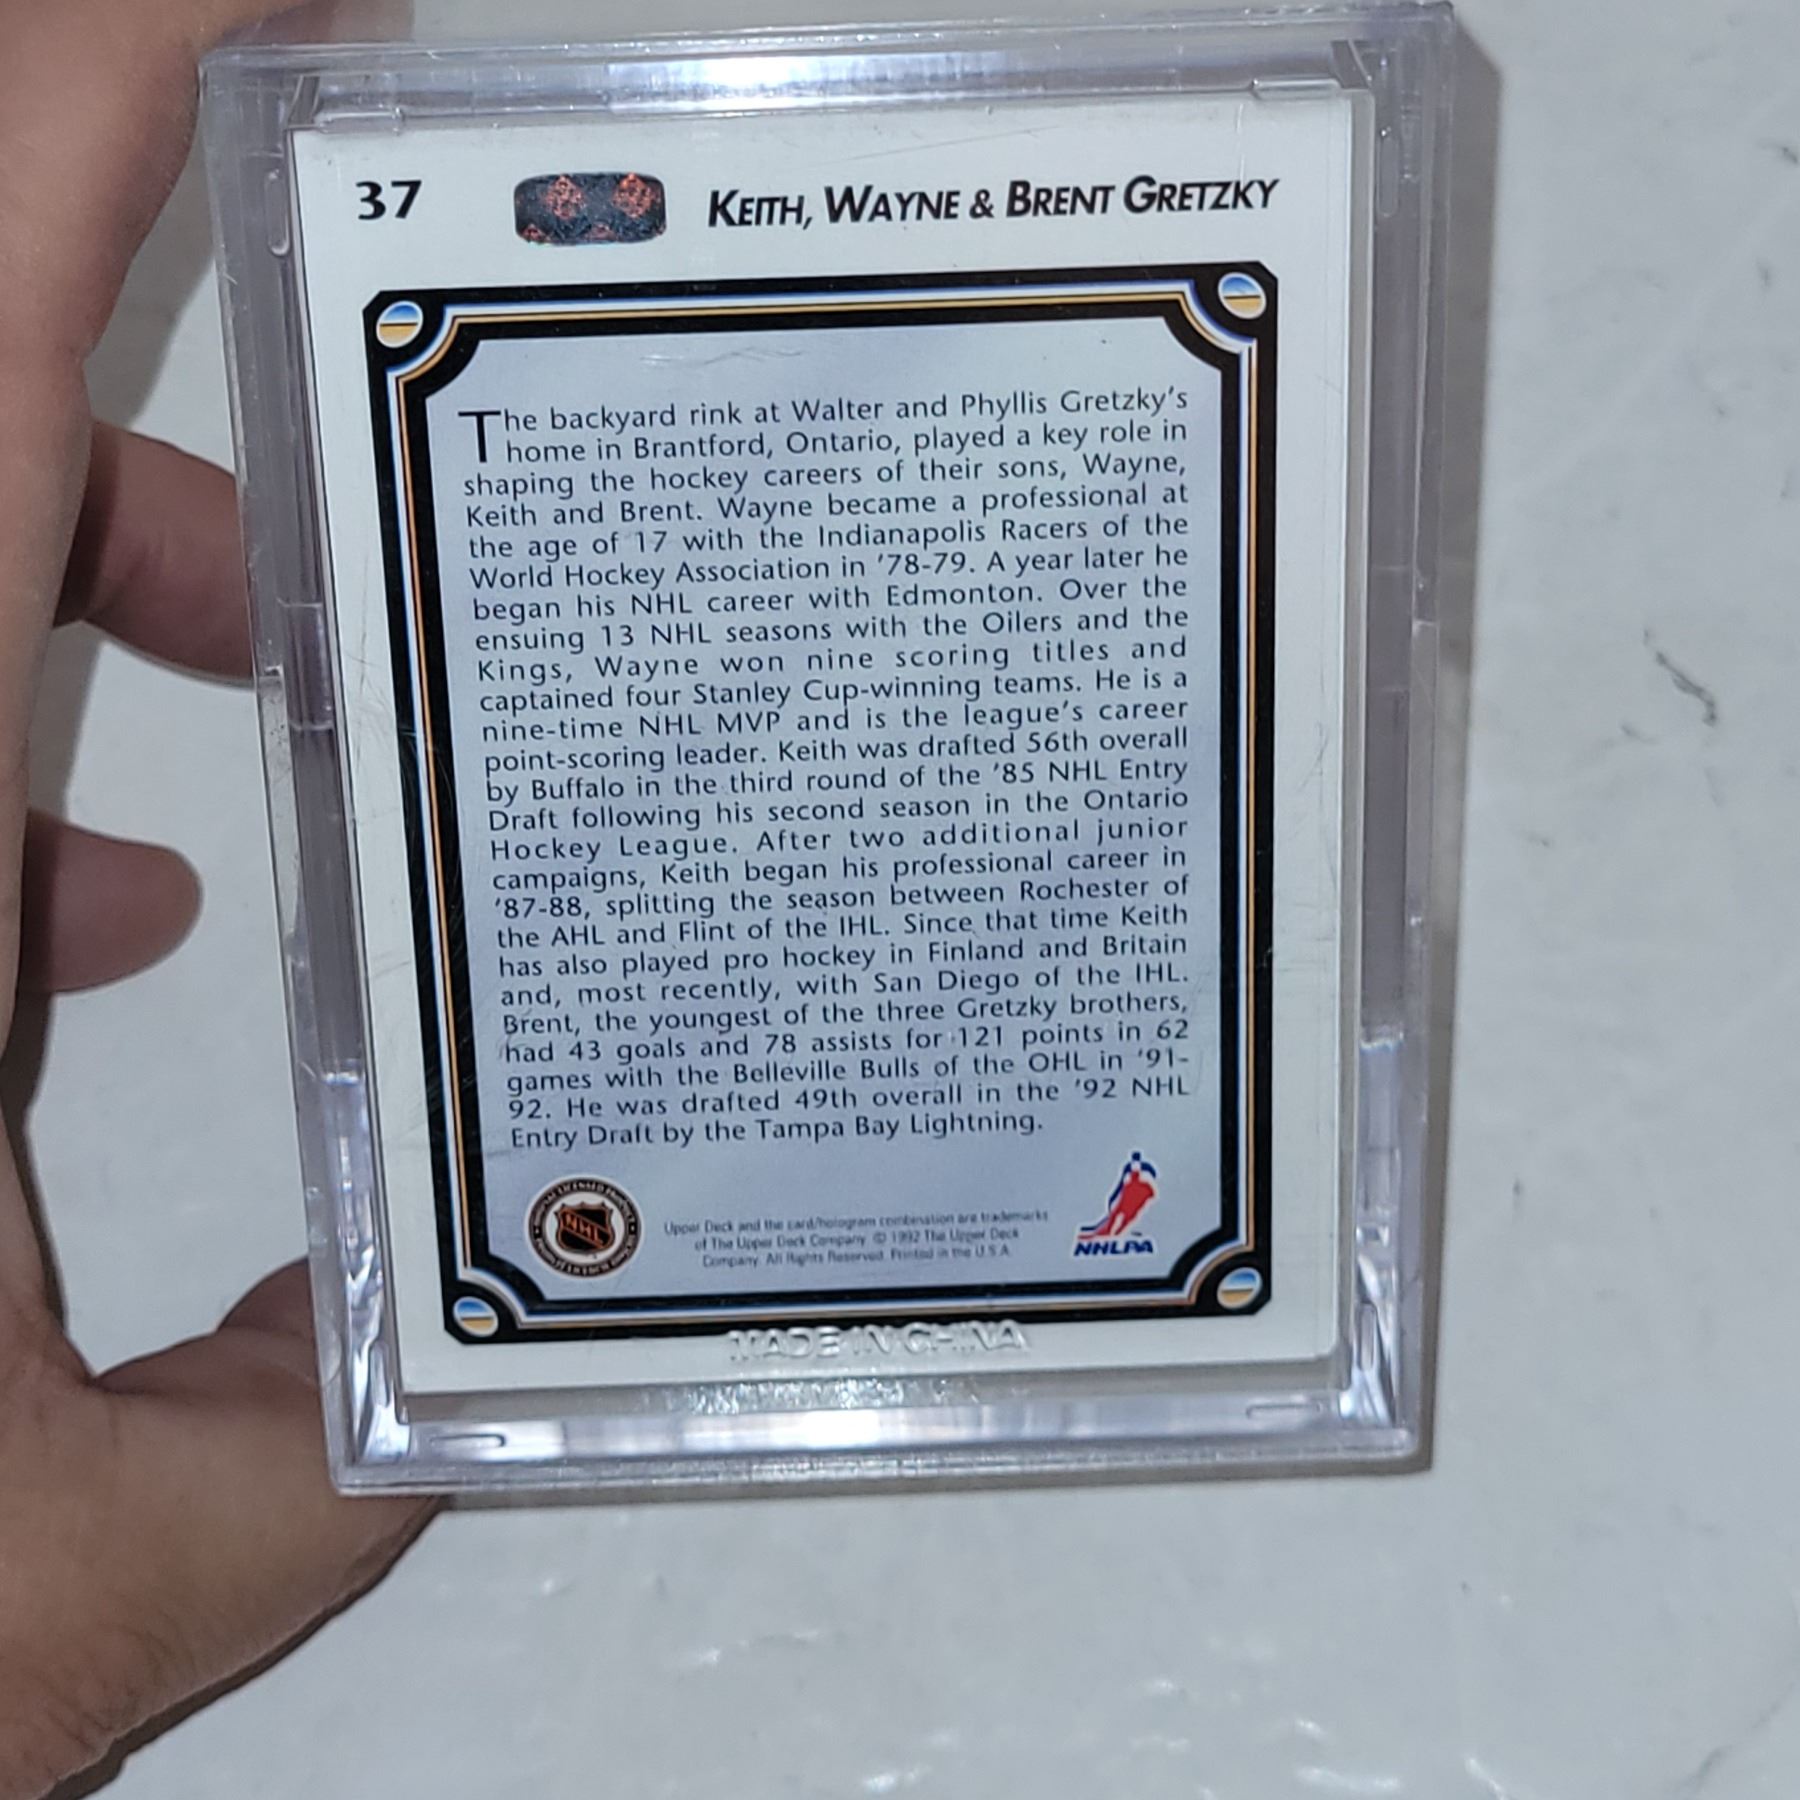 37
KEITH, WAYNE & BRENT GRETZKY
The backyard rink at Walter and Phyllis Gretzky's
home in Brantford, Ontario, played a key role in
shaping the hockey careers of their sons, Wayne,
Keith and Brent. Wayne became a professional at
the age of 17 with the Indianapolis Racers of the
World Hockey Association in '78-79. A year later he
began his NHL career with Edmonton. Over the
ensuing 13 NHL seasons with the Oilers and the
Kings, Wayne won nine scoring titles and
captained four Stanley Cup-winning teams. He is a
nine-time NHL MVP and is the league's career
point-scoring leader. Keith was drafted 56th overall
by Buffalo in the third round of the '85 NHL Entry
Draft following his second season in the Ontario
Hockey League. After two additional junior
campaigns, Keith began his professional career in
'87-88, splitting the season between Rochester of
the AHL and Flint of the IHL. Since that time Keith
has also played pro hockey in Finland and Britain
and, most recently, with San Diego of the IHL.
Brent, the youngest of the three Gretzky brothers,
had 43 goals and 78 assists for 121 points in 62
games with the Belleville Bulls of the OHL in '91-
92. He was drafted 49th overall in the '92 NHL
Entry Draft by the Tampa Bay Lightning.
NHL
Upper Deck and the card/hologram combination are trademarks
of The Upper Deck Company. © 1992 The Upper Deck
Company. All Rights Reserved. Printed in the U.S.A.
NHLPA
MADE IN CHINA